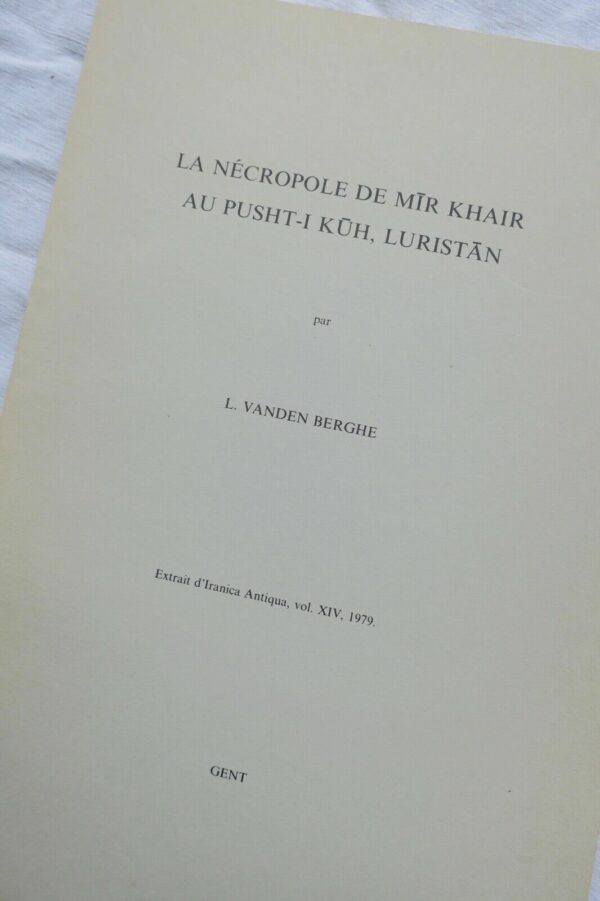 LA NÉCROPOLE DE MĪR KHAIR
AU PUSHT-I KŪH, LURISTĀN
par
L. VANDEN BERGHE
Extrait d'Iranica Antiqua, vol. XIV, 1979.
GENT